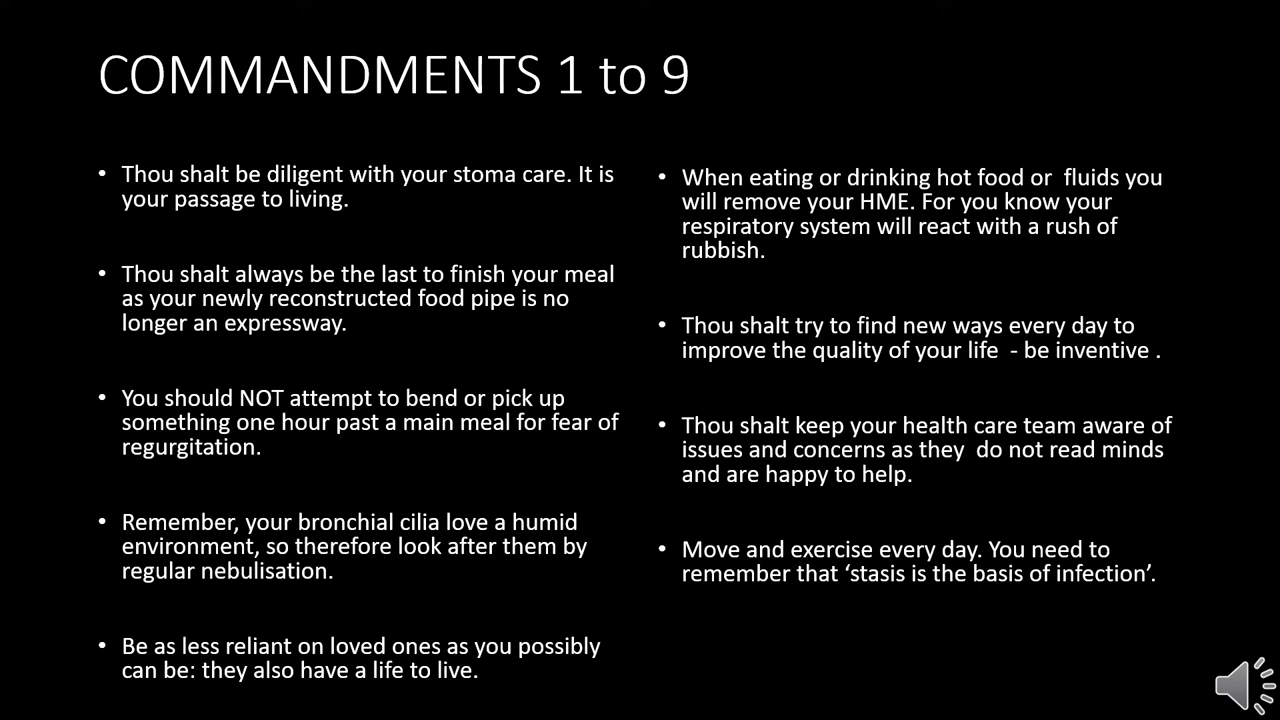 COMMANDMENTS 1 to 9
• Thou shalt be diligent with your stoma care. It is
your passage to living.
• Thou shalt always be the last to finish your meal
as your newly reconstructed food pipe is no
longer an expressway.
• You should NOT attempt to bend or pick up
something one hour past a main meal for fear of
regurgitation.
• Remember, your bronchial cilia love a humid
environment, so therefore look after them by
regular nebulisation.
• Be as less reliant on loved ones as you possibly
can be: they also have a life to live.
• When eating or drinking hot food or  fluids you
will remove your HME. For you know your
respiratory system will react with a rush of
rubbish.
• Thou shalt try to find new ways every day to
improve the quality of your life  - be inventive .
• Thou shalt keep your health care team aware of
issues and concerns as they  do not read minds
and are happy to help.
• Move and exercise every day. You need to
remember that ‘stasis is the basis of infection’.